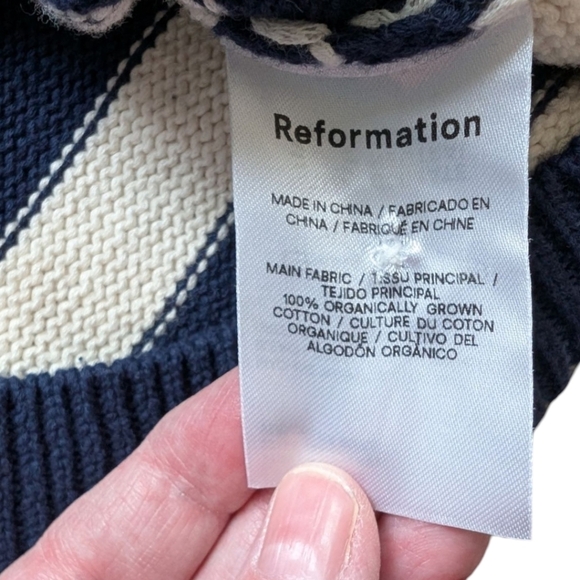 Reformation
MADE IN CHINA / FABRICADO EN
CHINA / FABRIQUÉ EN CHINE
MAIN FABRIC / TISSU PRINCIPAL /
TEJIDO PRINCIPAL
100% ORGANICALLY GROWN
COTTON / CULTURE DU COTON
ORGANIQUE / CULTIVO DEL
ALGODÓN ORGÁNICO